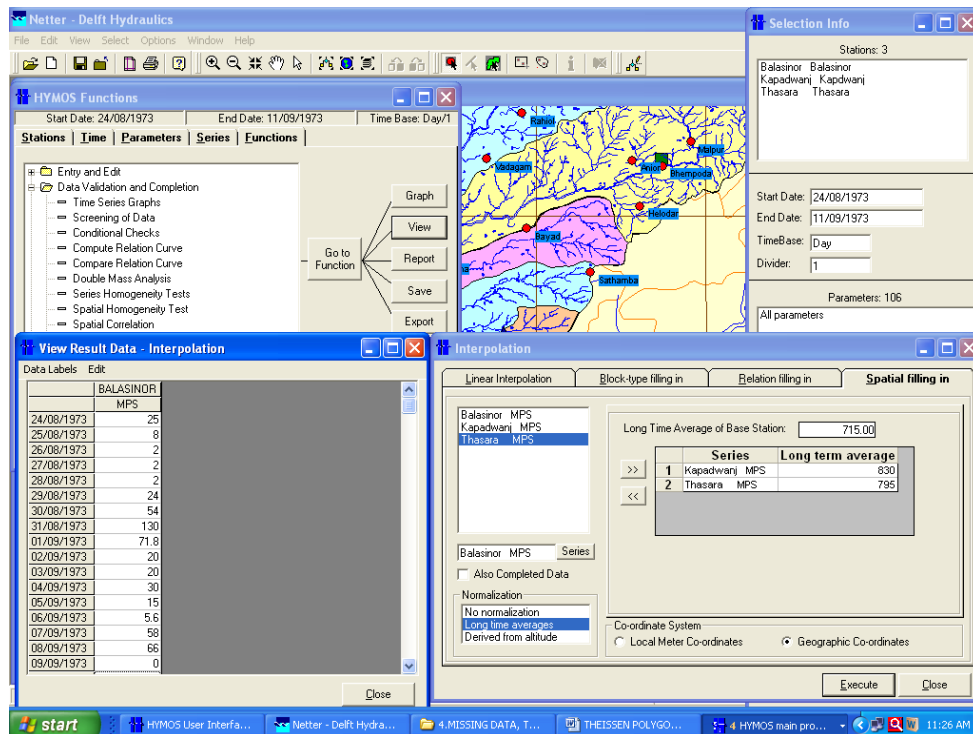 Netter - Delft Hydraulics
File Edit View Select Options Window Help
HYMOS Functions
Start Date: 24/08/1973 End Date: 11/09/1973 Time Base: Day/1
Stations Time Parameters Series Functions
Entry and Edit
Data Validation and Completion
Time Series Graphs
Screening of Data
Conditional Checks
Compute Relation Curve
Compare Relation Curve
Double Mass Analysis
Series Homogeneity Tests
Spatial Homogeneity Test
Spatial Correlation
Go to Function
Graph
View
Report
Save
Export
Rahiol
Vadagam
Malpur
Anior
Bhempoda
Helodar
Bayad
Sathamba
Selection Info
Stations: 3
Balasinor Balasinor
Kapadwanj Kapdwanj
Thasara Thasara
Start Date: 24/08/1973
End Date: 11/09/1973
TimeBase: Day
Divider: 1
Parameters: 106
All parameters
View Result Data - Interpolation
Data Labels Edit
BALASINOR
MPS
24/08/1973 25
25/08/1973 8
26/08/1973 2
27/08/1973 2
28/08/1973 2
29/08/1973 24
30/08/1973 54
31/08/1973 130
01/09/1973 71.8
02/09/1973 20
03/09/1973 20
04/09/1973 30
05/09/1973 15
06/09/1973 5.6
07/09/1973 58
08/09/1973 66
09/09/1973 0
Close
Interpolation
Linear Interpolation Block-type filling in Relation filling in Spatial filling in
Balasinor MPS
Kapadwanj MPS
Thasara MPS
Long Time Average of Base Station: 715.00
>>
<<
Series Long term average
1 Kapadwanj MPS 830
2 Thasara MPS 795
Balasinor MPS Series
Also Completed Data
Normalization
No normalization
Long time averages
Derived from altitude
Co-ordinate System
Local Meter Co-ordinates Geographic Co-ordinates
Execute Close
start HYMOS User Interfa... Netter - Delft Hydra... 4.MISSING DATA, T... THEISSEN POLYGO... 4 HYMOS main pro... 11:26 AM